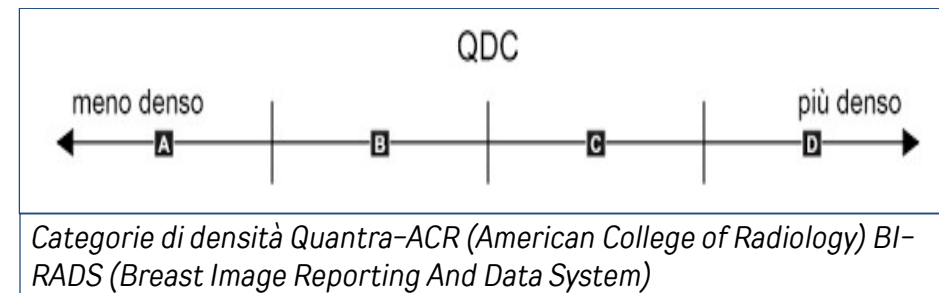 QDC
meno denso
più denso
A
B
C
D
Categorie di densità Quantra-ACR (American College of Radiology) BI-
RADS (Breast Image Reporting And Data System)